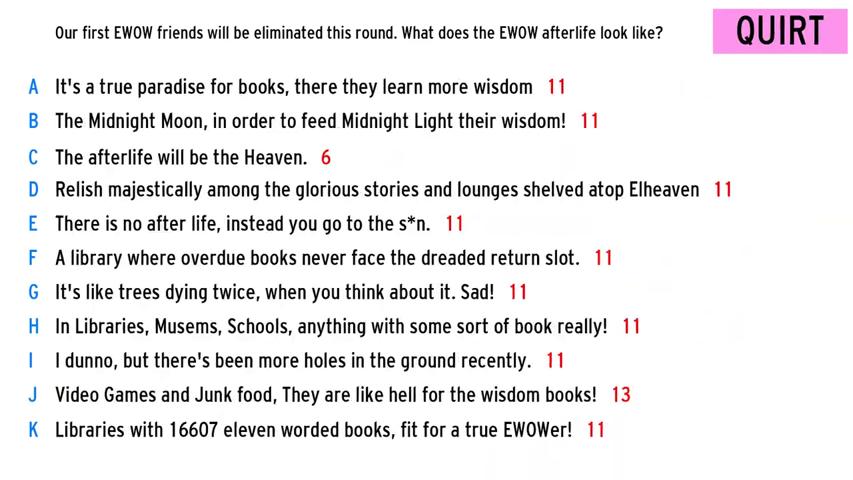 Our first EWOW friends will be eliminated this round. What does the EWOW afterlife look like?
QUIRT
A It's a true paradise for books, there they learn more wisdom 11
B The Midnight Moon, in order to feed Midnight Light their wisdom! 11
C The afterlife will be the Heaven. 6
D Relish majestically among the glorious stories and lounges shelved atop Elheaven 11
E There is no after life, instead you go to the s*n. 11
F A library where overdue books never face the dreaded return slot. 11
G It's like trees dying twice, when you think about it. Sad! 11
H In Libraries, Musems, Schools, anything with some sort of book really! 11
I I dunno, but there's been more holes in the ground recently. 11
J Video Games and Junk food, They are like hell for the wisdom books! 13
K Libraries with 16607 eleven worded books, fit for a true EWOWer! 11